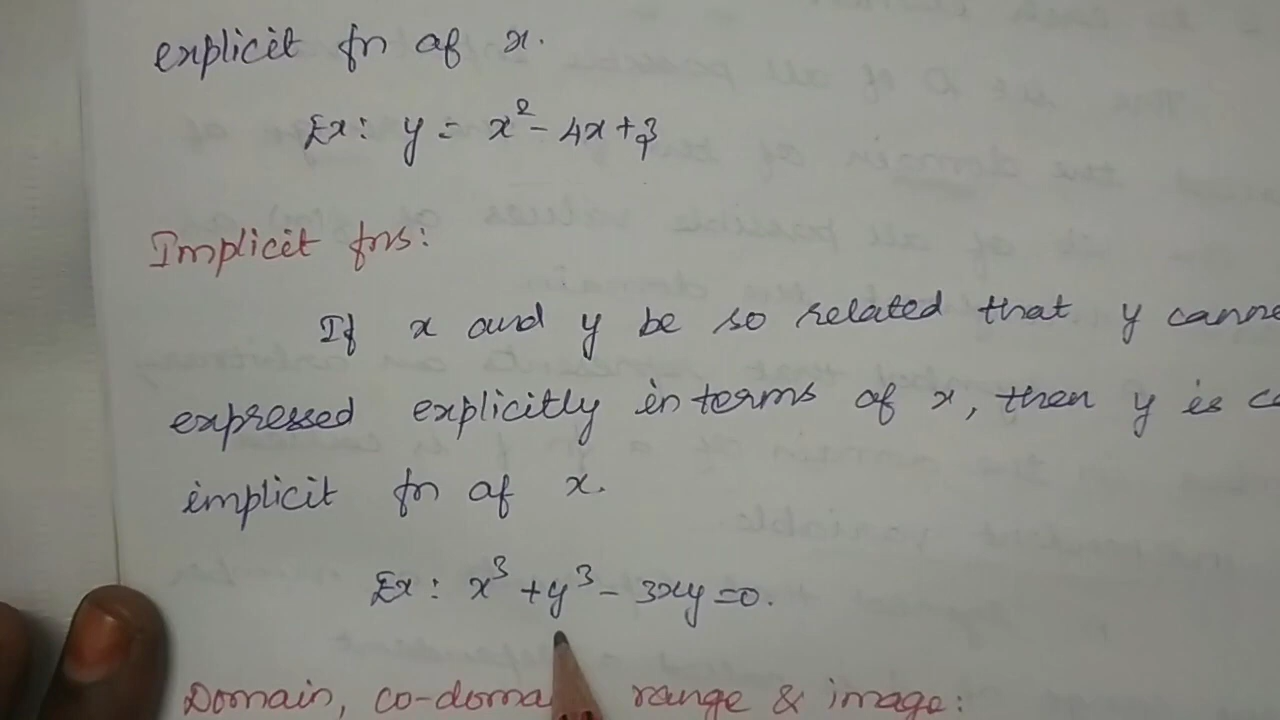 explicit fn of x.
Ex: y = x² - 4x + 3
Implicit fns:
If x and y be so related that y
expressed explicitly in terms of x, then y is
implicit fn of x.
Ex: x³ + y³ - 3xy = 0.
Domain, co-doma range & image: